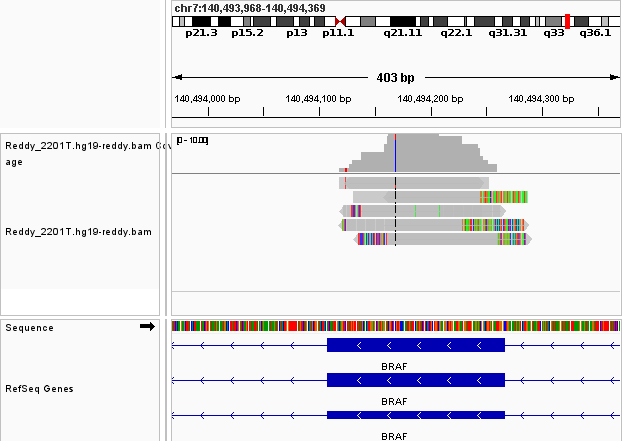 chr7:140,493,968-140,494,369
p21.3 p15.2 p13 p11.1 q21.11 q22.1 q31.31 q33 q36.1
403 bp
140,494,000 bp 140,494,100 bp 140,494,200 bp 140,494,300 bp
[0 - 10.00]
Reddy_2201T.hg19-reddy.bam Cov
age
Reddy_2201T.hg19-reddy.bam
Sequence
BRAF
RefSeq Genes
BRAF
BRAF